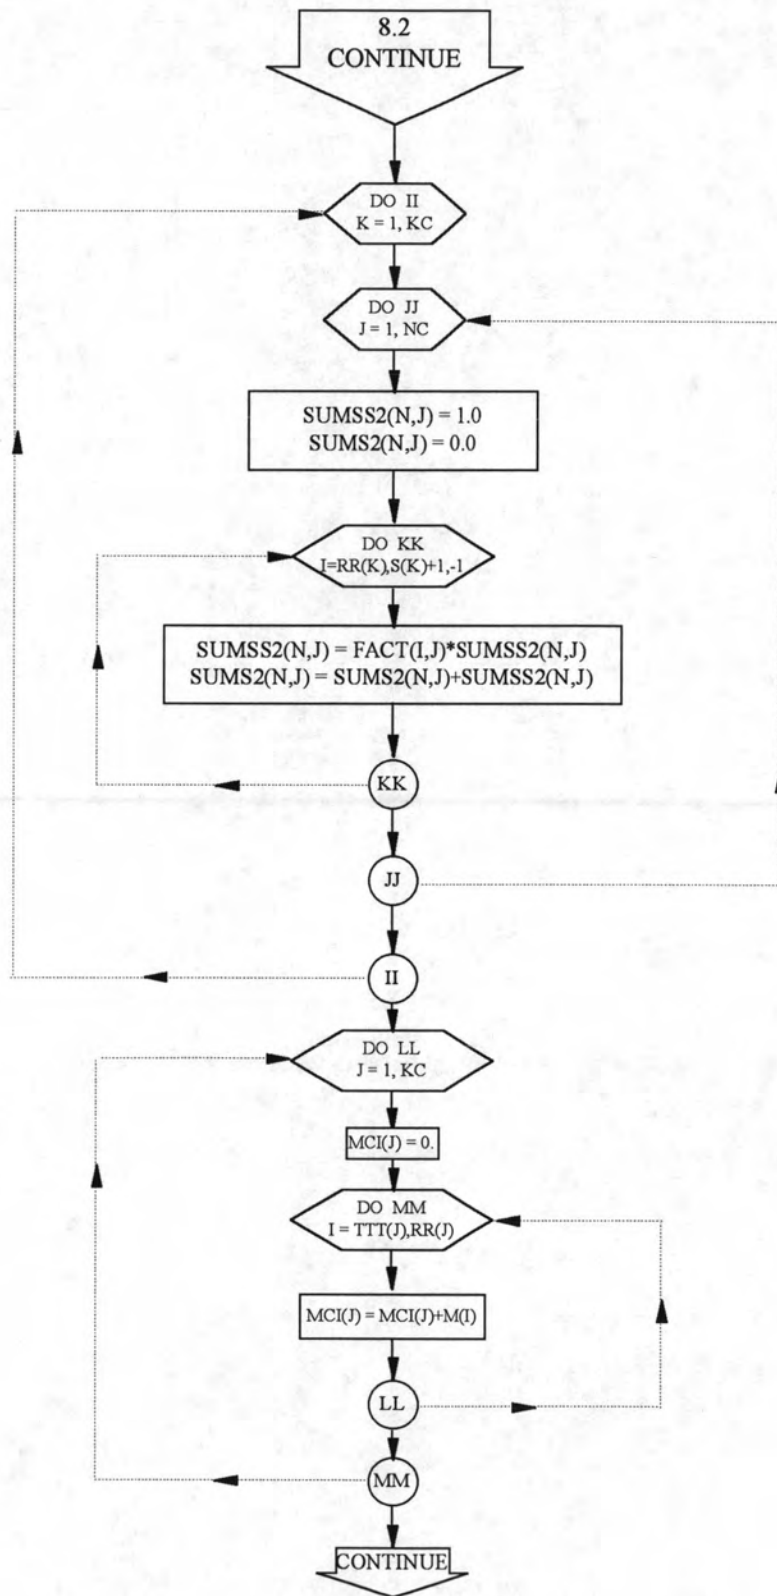 8.2
CONTINUE
DO II
K = 1, KC
DO JJ
J = 1, NC
SUMSS2(N,J) = 1.0
SUMS2(N,J) = 0.0
DO KK
I=RR(K),S(K)+1,-1
SUMSS2(N,J) = FACT(I,J)*SUMSS2(N,J)
SUMS2(N,J) = SUMS2(N,J)+SUMSS2(N,J)
KK
JJ
II
DO LL
J = 1, KC
MCI(J) = 0.
DO MM
I = TTT(J),RR(J)
MCI(J) = MCI(J)+M(I)
LL
MM
CONTINUE